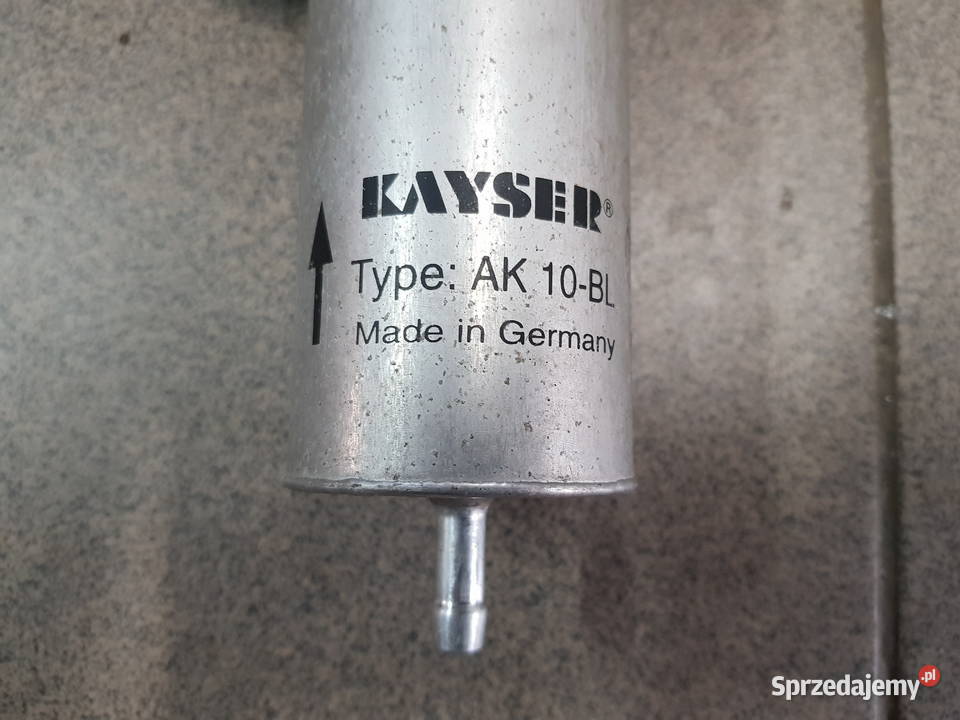 KAYSER®
Type: AK 10-BL
Made in Germany
Sprzedajemy.pl